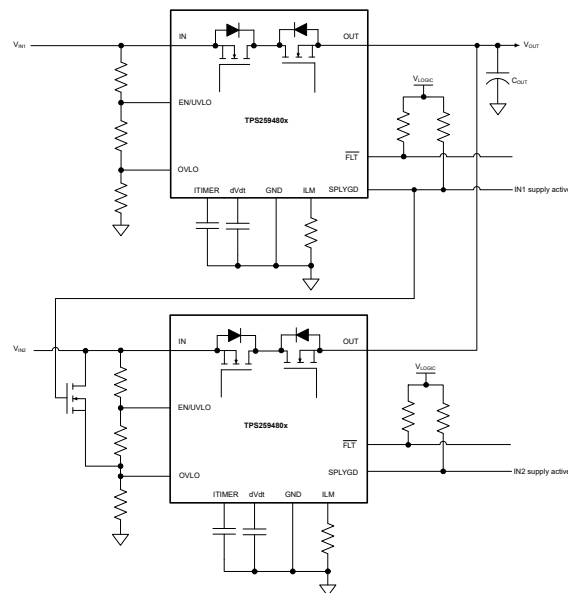 VIN1
IN
OUT
VOUT
COUT
VLOGIC
EN/UVLO
TPS259480x
FLT
OVLO
SPLYGD
IN1 supply active
ITIMER
dVdt
GND
ILM
VIN2
IN
OUT
VLOGIC
EN/UVLO
TPS259480x
FLT
OVLO
SPLYGD
IN2 supply active
ITIMER
dVdt
GND
ILM